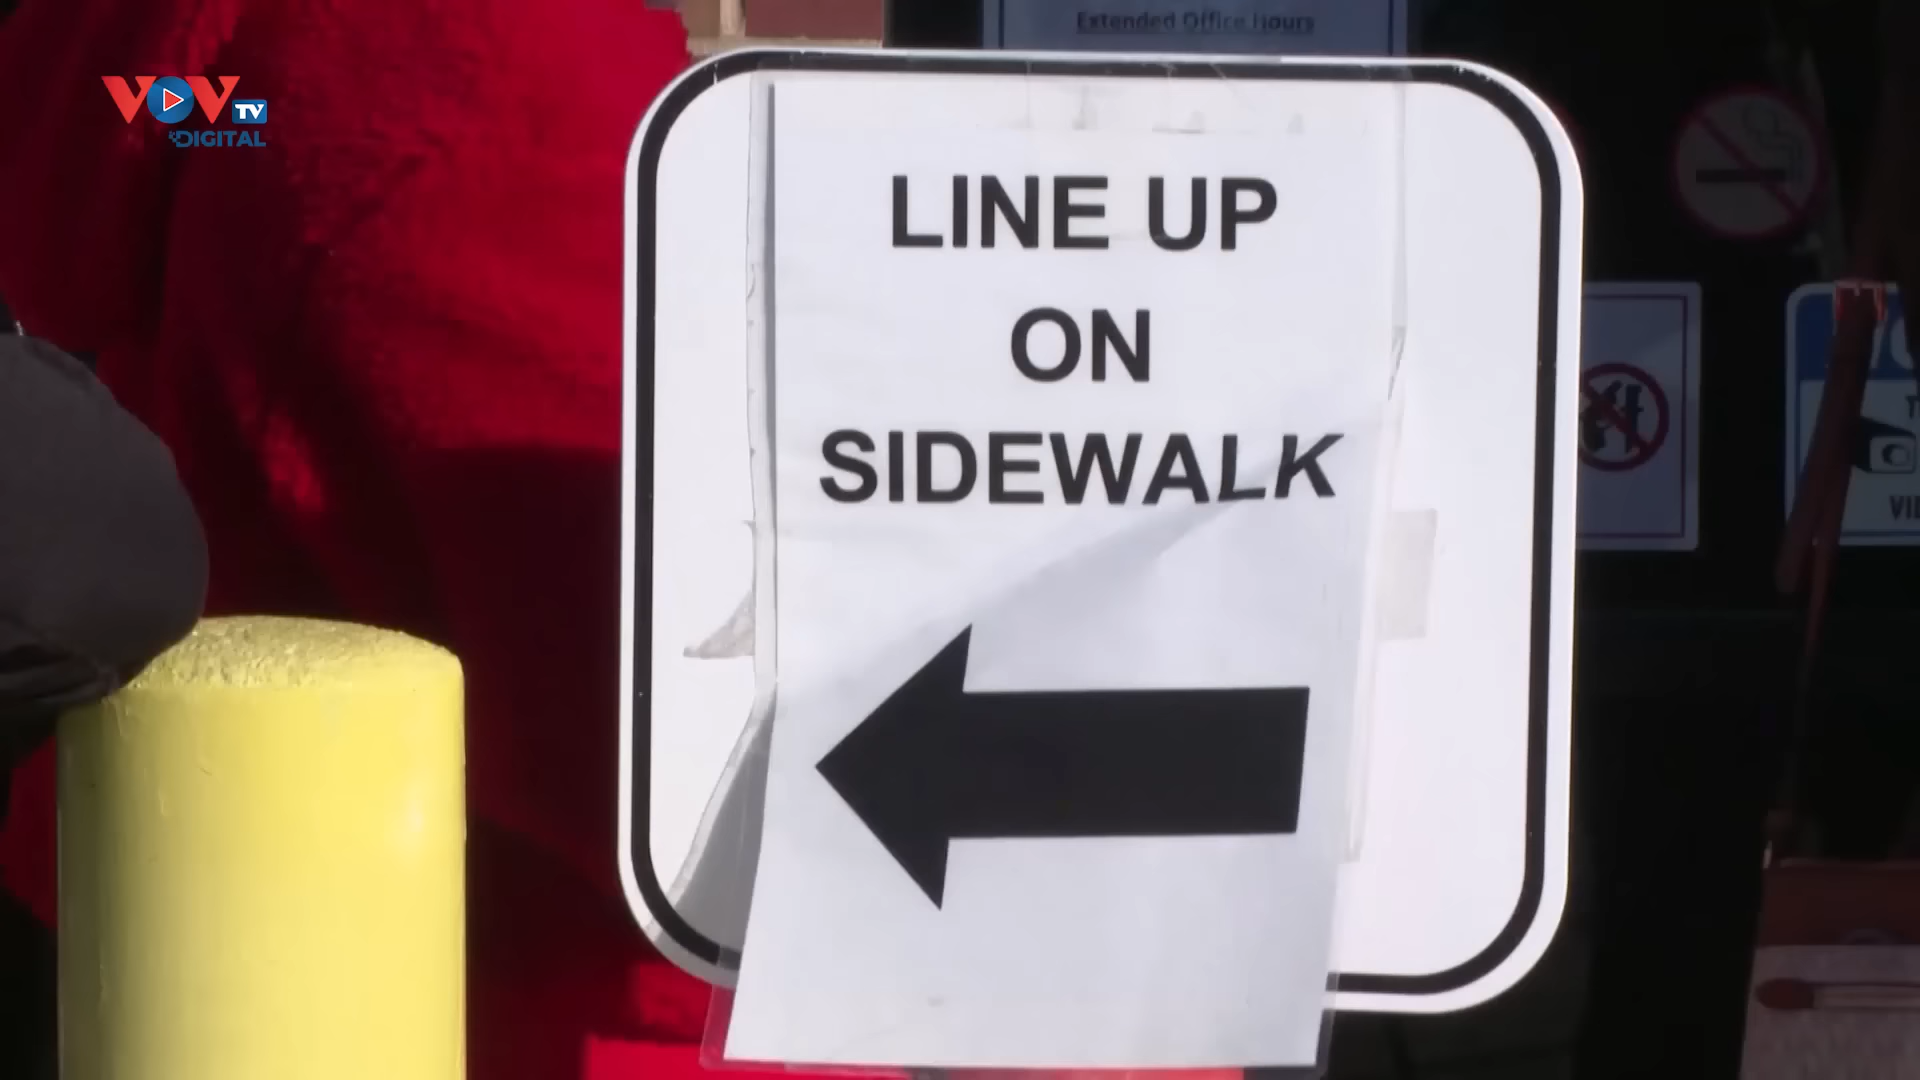 Extended Office Hours
VOV TV
DIGITAL
LINE UP
ON
SIDEWALK